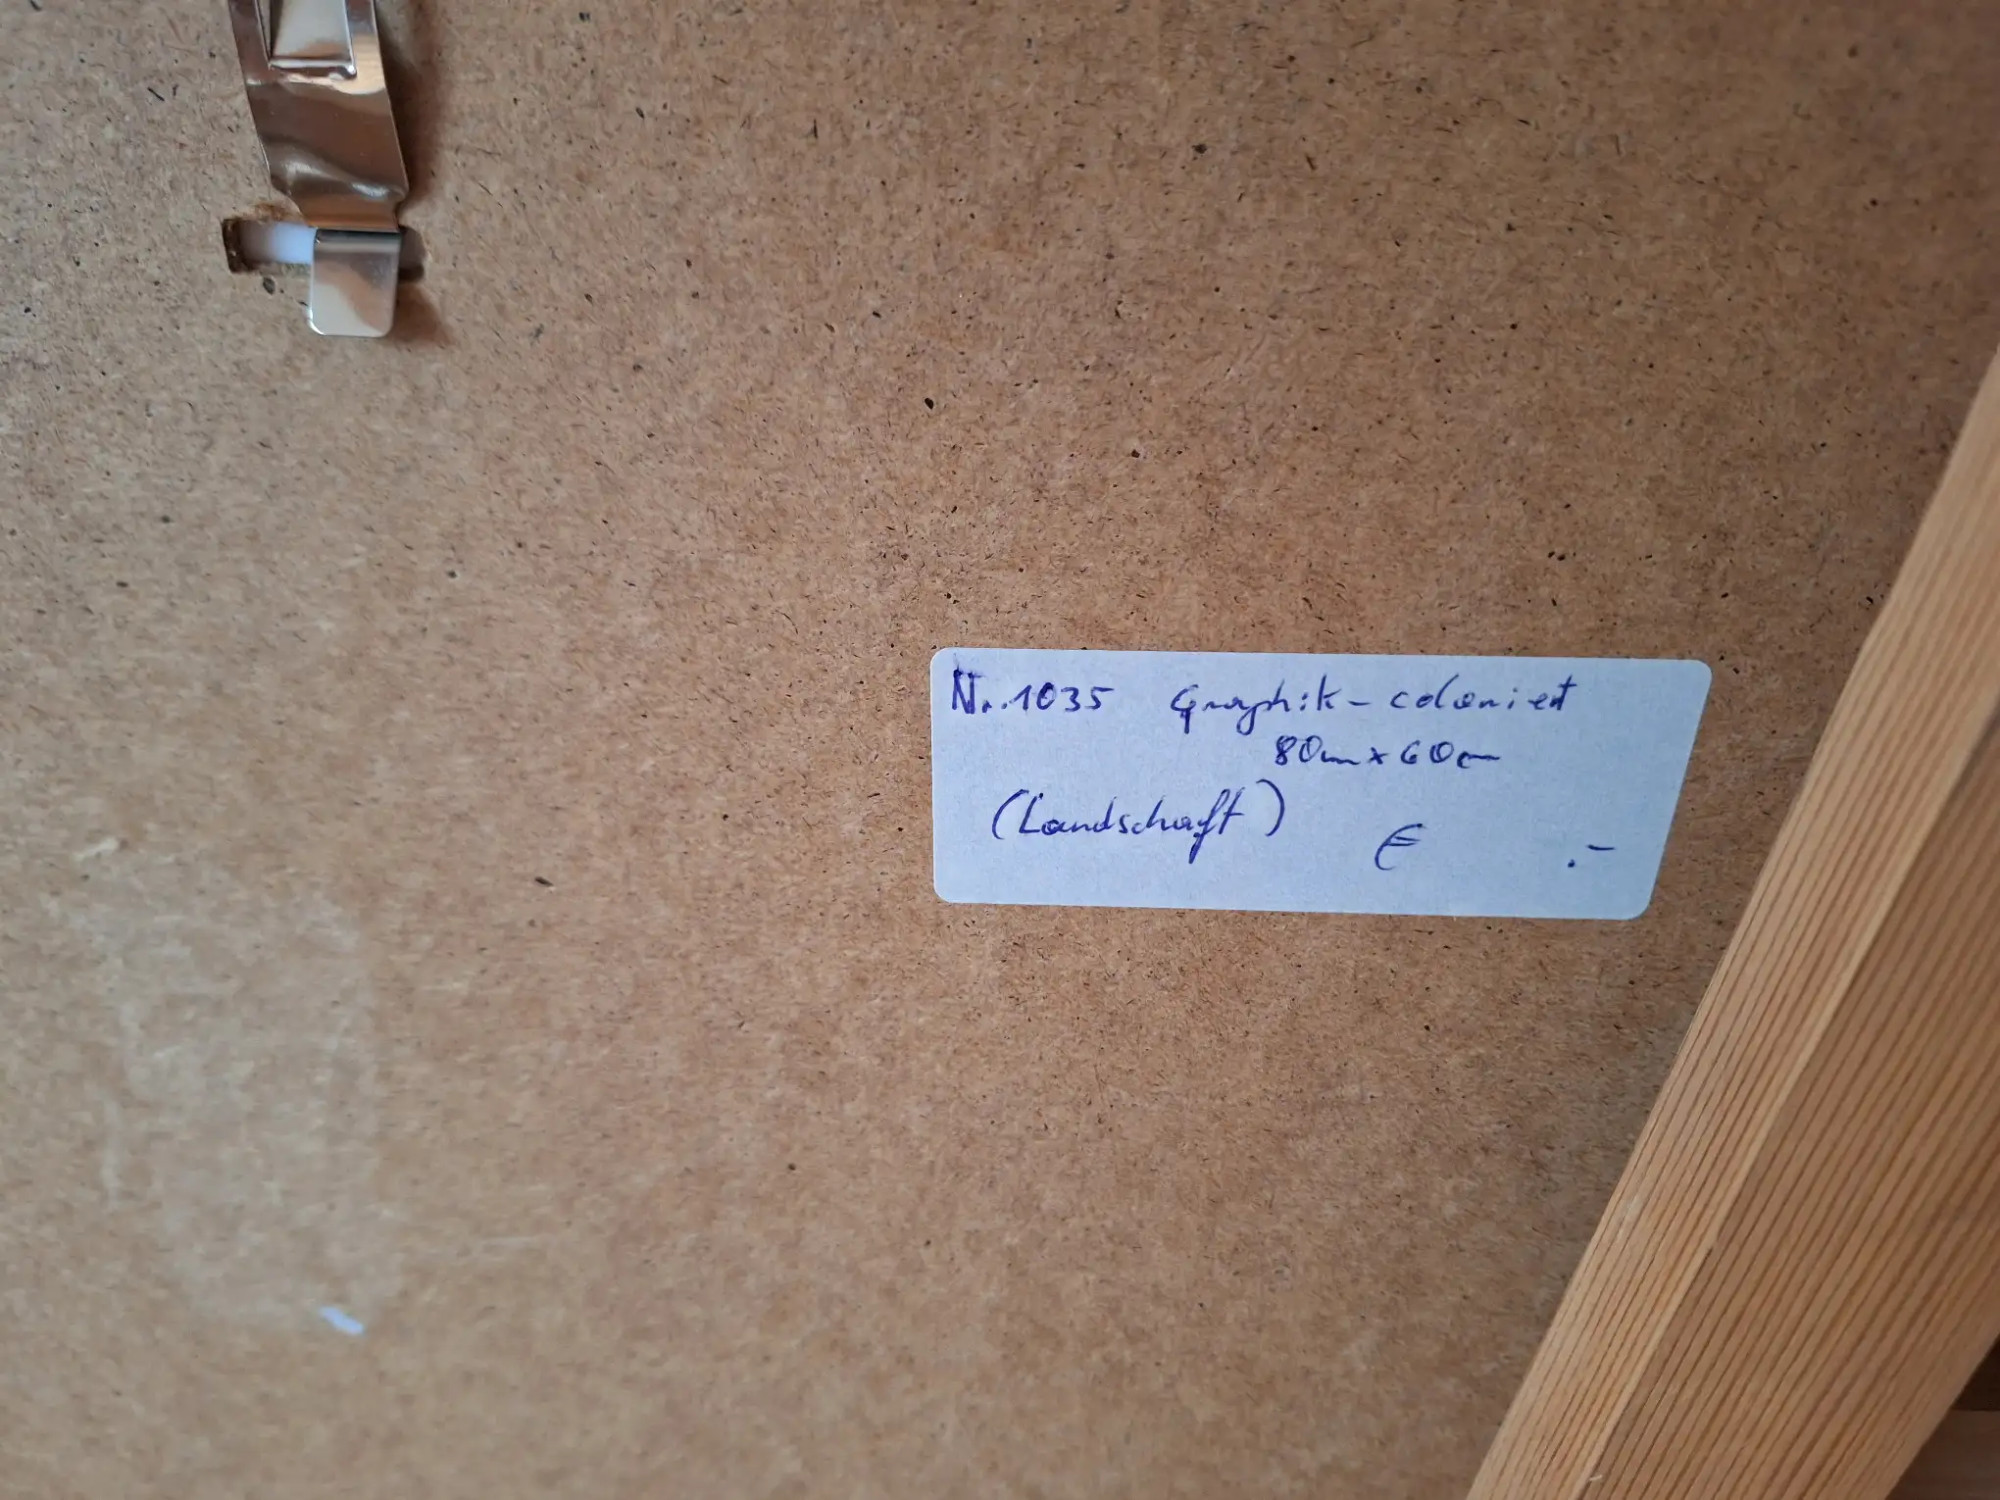 Nr. 1035 Graphik - coloriert
80cm x 60cm
(Landschaft)
€ .-